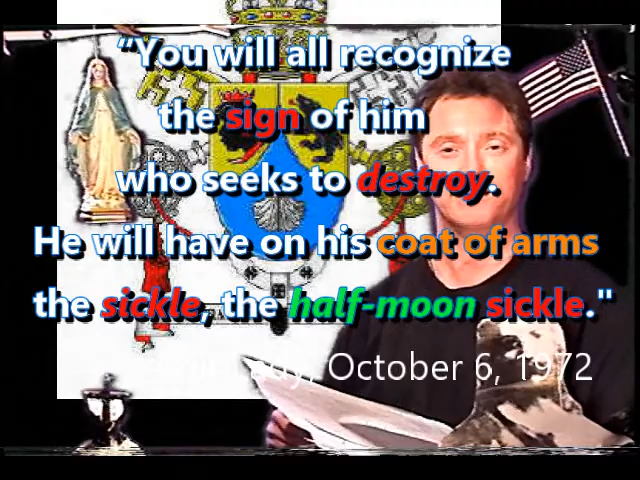 “You will all recognize
the sign of him
who seeks to destroy.
He will have on his coat of arms
the sickle, the half-moon sickle."
October 6, 1972